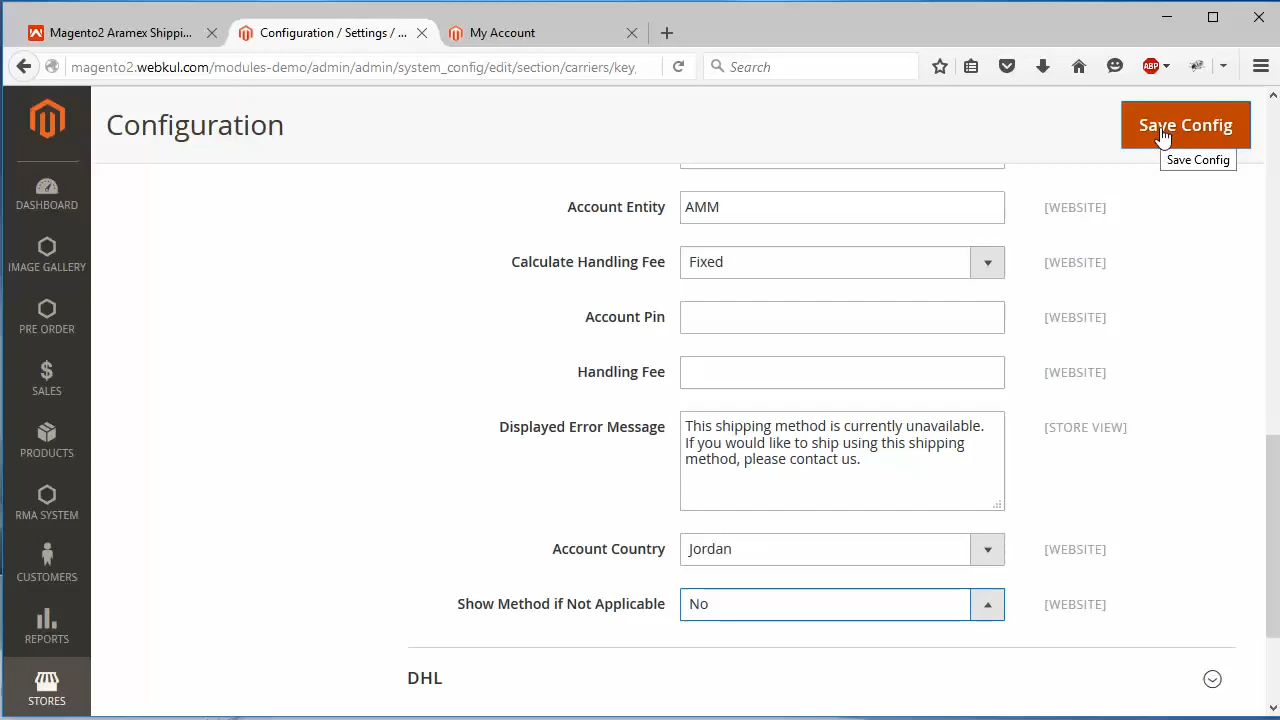 Magento2 Aramex Shippi...
Configuration / Settings / ...
My Account
magento2.webkul.com/modules-demo/admin/admin/system_config/edit/section/carriers/key,
Search
ABP
Configuration
Save Config
Save Config
DASHBOARD
IMAGE GALLERY
PRE ORDER
SALES
PRODUCTS
RMA SYSTEM
CUSTOMERS
REPORTS
STORES
Account Entity
AMM
[WEBSITE]
Calculate Handling Fee
Fixed
[WEBSITE]
Account Pin
[WEBSITE]
Handling Fee
[WEBSITE]
Displayed Error Message
This shipping method is currently unavailable.
If you would like to ship using this shipping
method, please contact us.
[STORE VIEW]
Account Country
Jordan
[WEBSITE]
Show Method if Not Applicable
No
[WEBSITE]
DHL